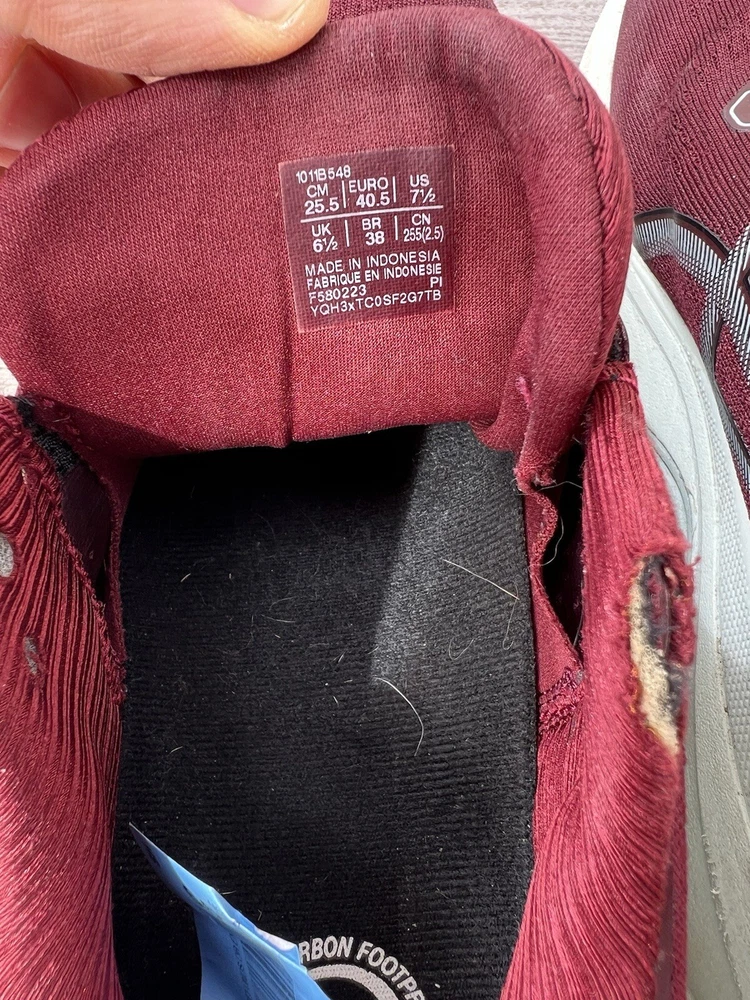 1011B548
CM 25.5 | EURO 40.5 | US 7½
UK 6½ | BR 38 | CN 255(2.5)
MADE IN INDONESIA
FABRIQUE EN INDONESIE
F580223 PI
YQH3xTC0SF2G7TB
RBON FOOTP